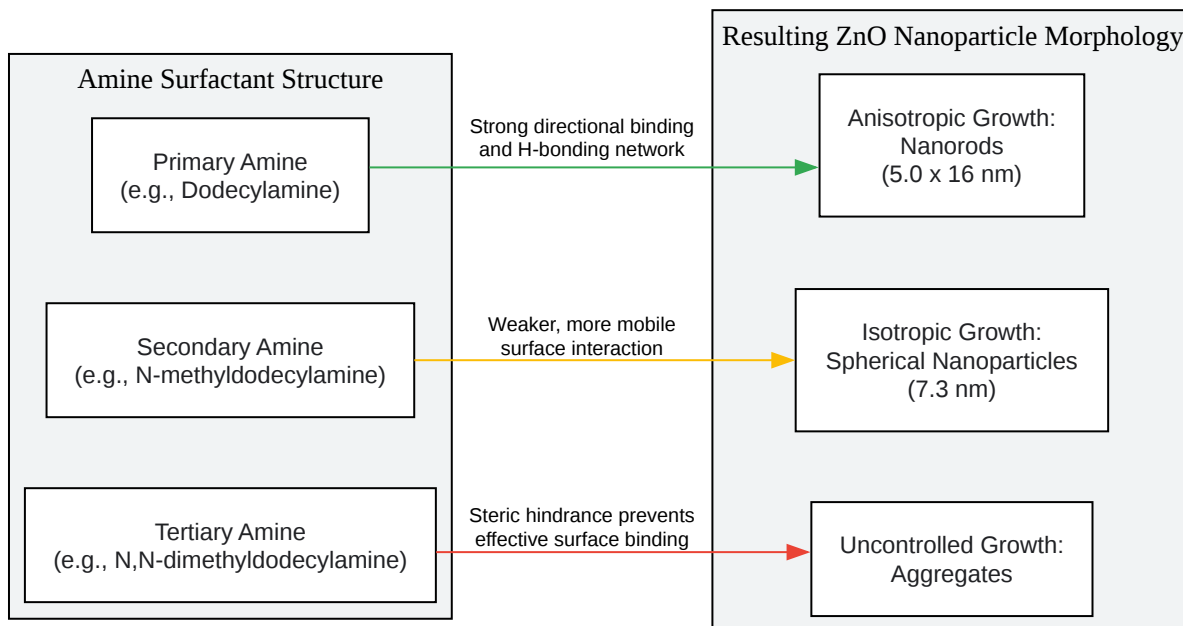 Amine Surfactant Structure
Primary Amine
(e.g., Dodecylamine)
Secondary Amine
(e.g., N-methyldodecylamine)
Tertiary Amine
(e.g., N,N-dimethyldodecylamine)
Strong directional binding
and H-bonding network
Weaker, more mobile
surface interaction
Steric hindrance prevents
effective surface binding
Resulting ZnO Nanoparticle Morphology
Anisotropic Growth:
Nanorods
(5.0 x 16 nm)
Isotropic Growth:
Spherical Nanoparticles
(7.3 nm)
Uncontrolled Growth:
Aggregates